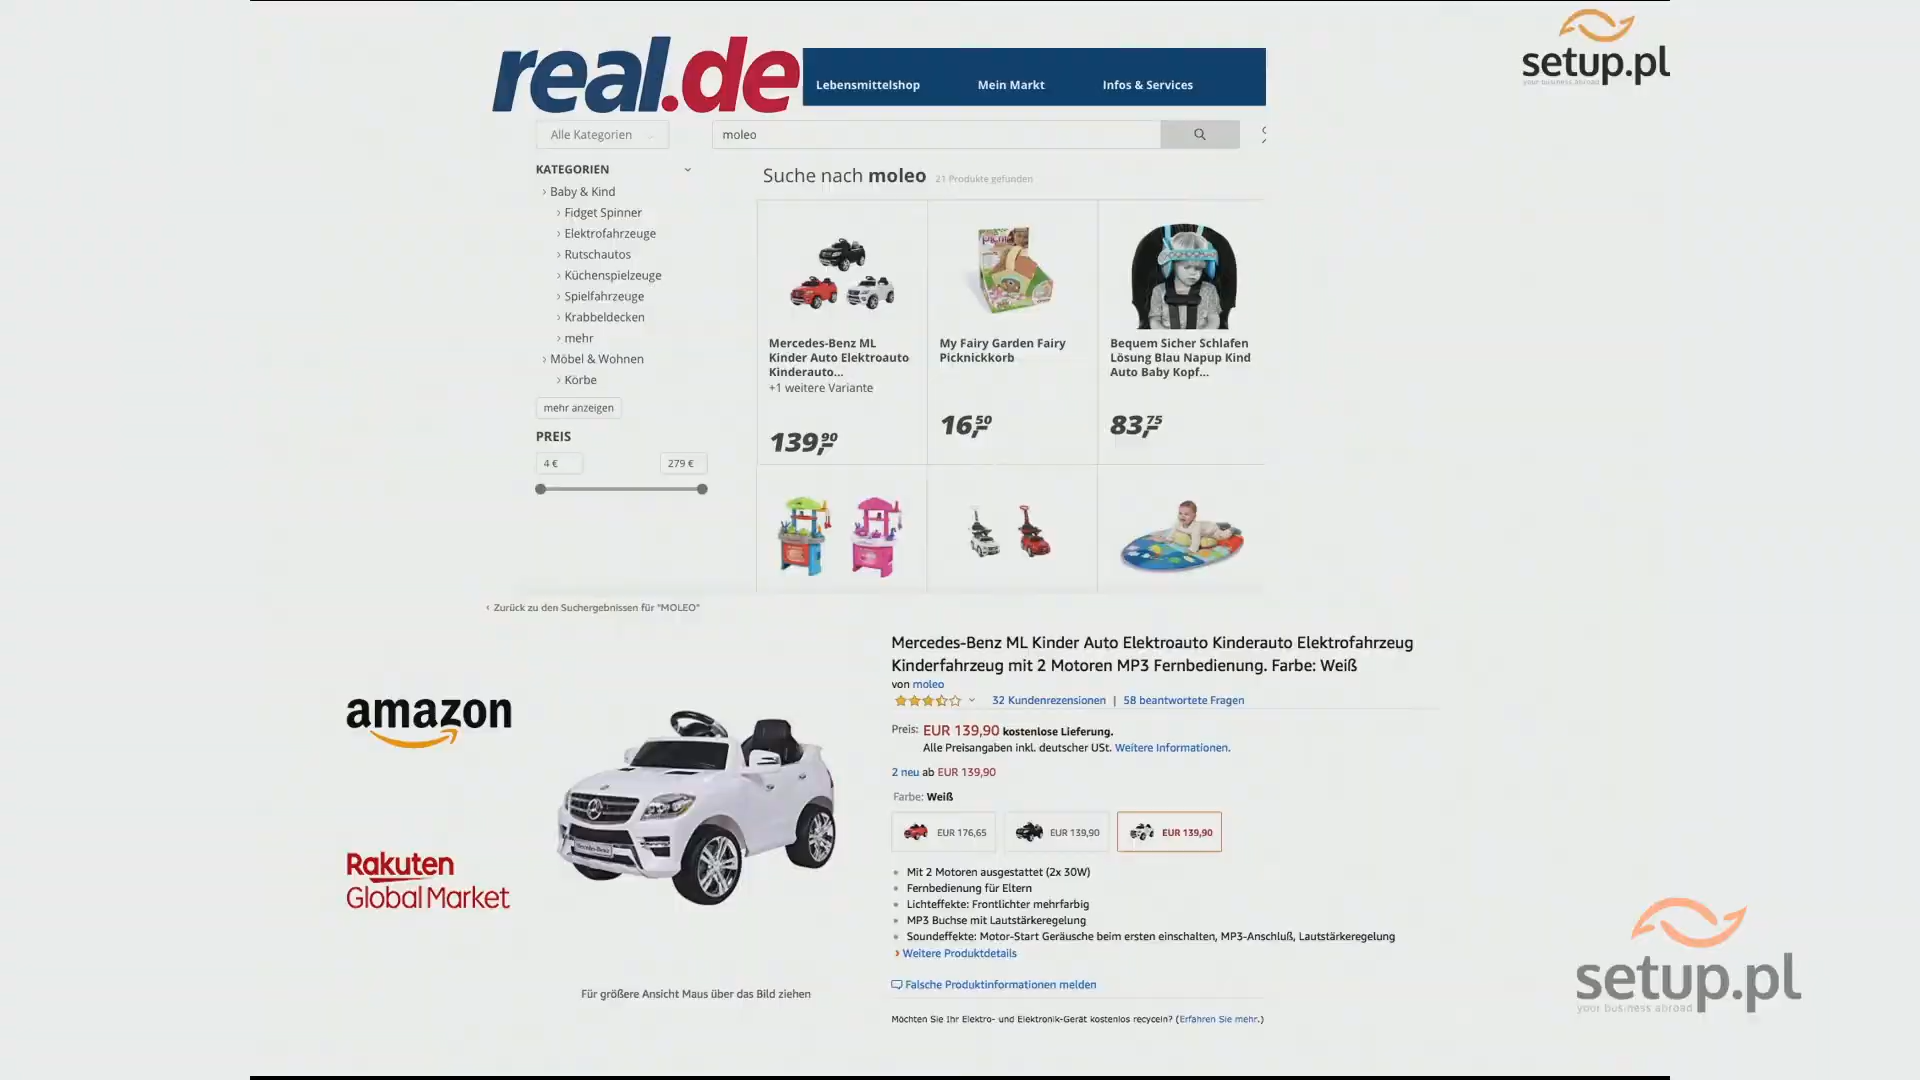 real.de
Lebensmittelshop Mein Markt Infos & Services
setup.pl
your business abroad
Alle Kategorien
moleo
KATEGORIEN
Baby & Kind
Fidget Spinner
Elektrofahrzeuge
Rutschautos
Küchenspielzeuge
Spielfahrzeuge
Krabbeldecken
mehr
Möbel & Wohnen
Körbe
mehr anzeigen
PREIS
4 €
279 €
Suche nach moleo 21 Produkte gefunden
Mercedes-Benz ML
Kinder Auto Elektroauto
Kinderauto...
+1 weitere Variante
139,90
My Fairy Garden Fairy
Picknickkorb
16,50
Bequem Sicher Schlafen
Lösung Blau Napup Kind
Auto Baby Kopf...
83,75
‹ Zurück zu den Suchergebnissen für "MOLEO"
amazon
Rakuten
Global Market
Mercedes-Benz
Für größere Ansicht Maus über das Bild ziehen
Mercedes-Benz ML Kinder Auto Elektroauto Kinderauto Elektrofahrzeug
Kinderfahrzeug mit 2 Motoren MP3 Fernbedienung. Farbe: Weiß
von moleo
32 Kundenrezensionen | 58 beantwortete Fragen
Preis: EUR 139,90 kostenlose Lieferung.
Alle Preisangaben inkl. deutscher USt. Weitere Informationen.
2 neu ab EUR 139,90
Farbe: Weiß
EUR 176,65
EUR 139,90
EUR 139,90
Mit 2 Motoren ausgestattet (2x 30W)
Fernbedienung für Eltern
Lichteffekte: Frontlichter mehrfarbig
MP3 Buchse mit Lautstärkeregelung
Soundeffekte: Motor-Start Geräusche beim ersten einschalten, MP3-Anschluß, Lautstärkeregelung
› Weitere Produktdetails
Falsche Produktinformationen melden
Möchten Sie Ihr Elektro- und Elektronik-Gerät kostenlos recyceln? (Erfahren Sie mehr.)
setup.pl
your business abroad